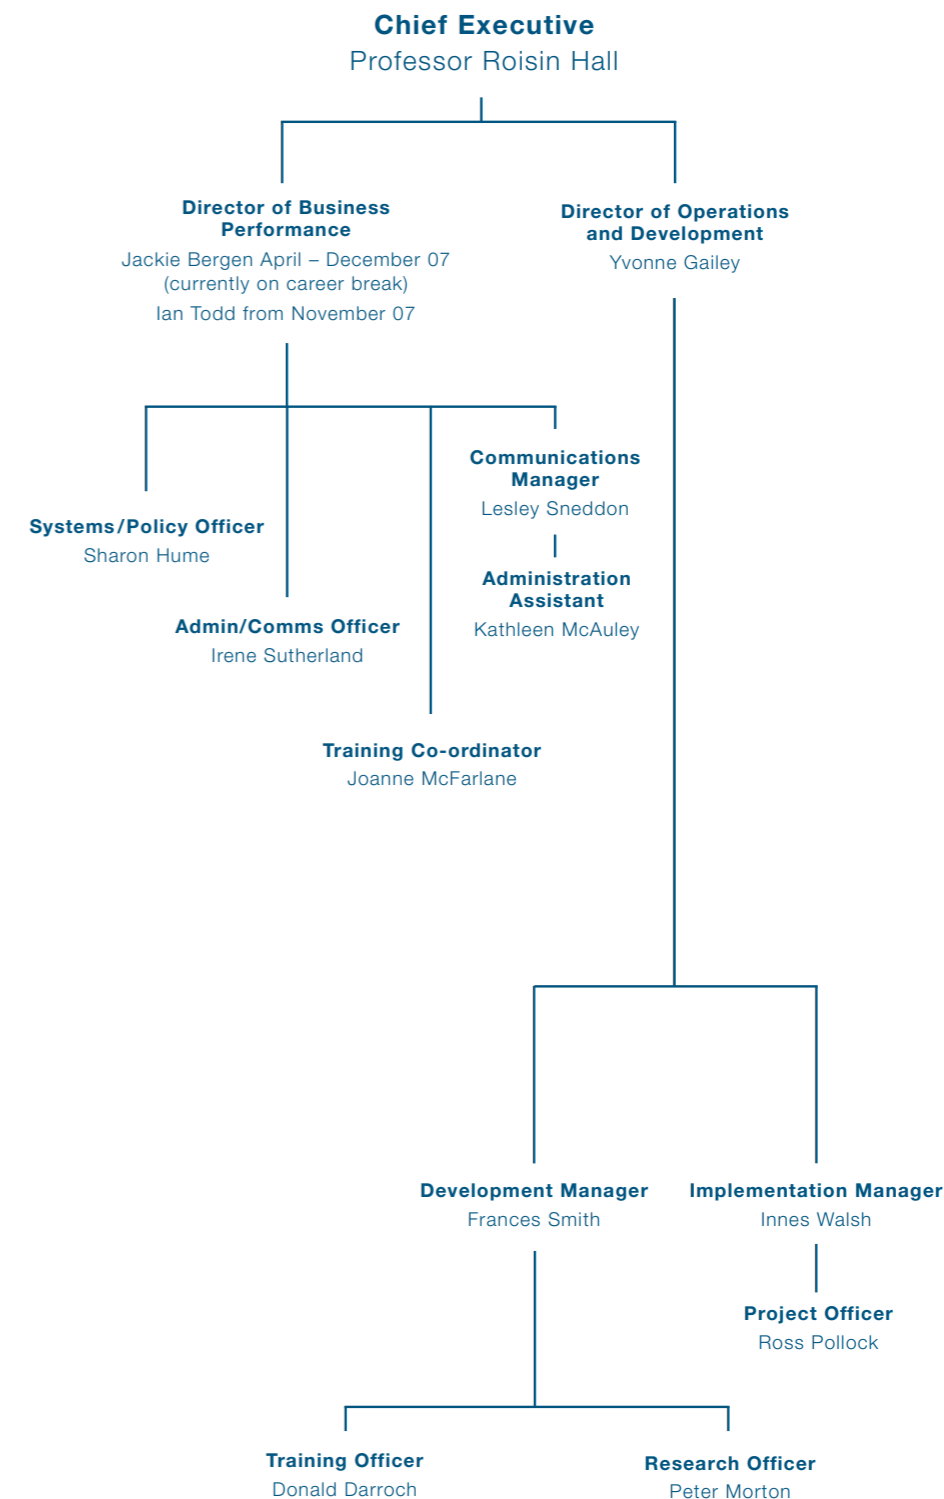 Chief Executive
Professor Roisin Hall
Director of Business
Performance
Jackie Bergen April – December 07
(currently on career break)
Ian Todd from November 07
Director of Operations
and Development
Yvonne Gailey
Systems/Policy Officer
Sharon Hume
Admin/Comms Officer
Irene Sutherland
Training Co-ordinator
Joanne McFarlane
Communications
Manager
Lesley Sneddon
Administration
Assistant
Kathleen McAuley
Development Manager
Frances Smith
Implementation Manager
Innes Walsh
Project Officer
Ross Pollock
Training Officer
Donald Darroch
Research Officer
Peter Morton